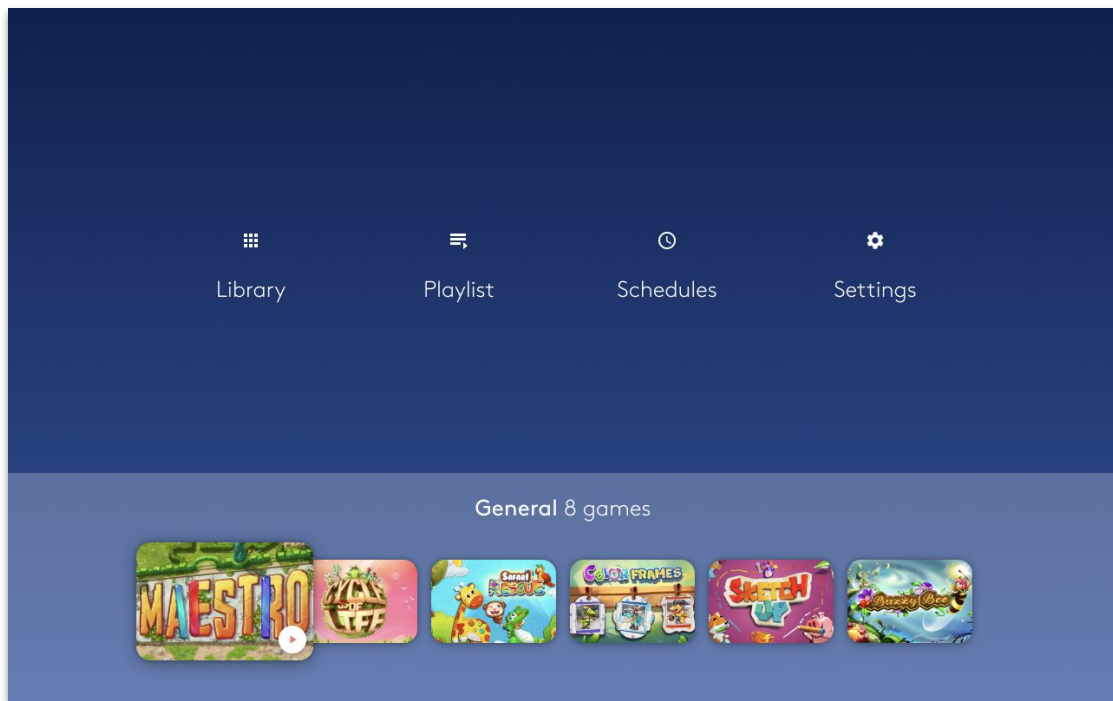 Library
Playlist
Schedules
Settings
General 8 games
MAESTRO
CYCLE
OF
LIFE
SAFARI
RESCUE
COLOR FRAMES
SKETCH
UP
Buzzy Bee